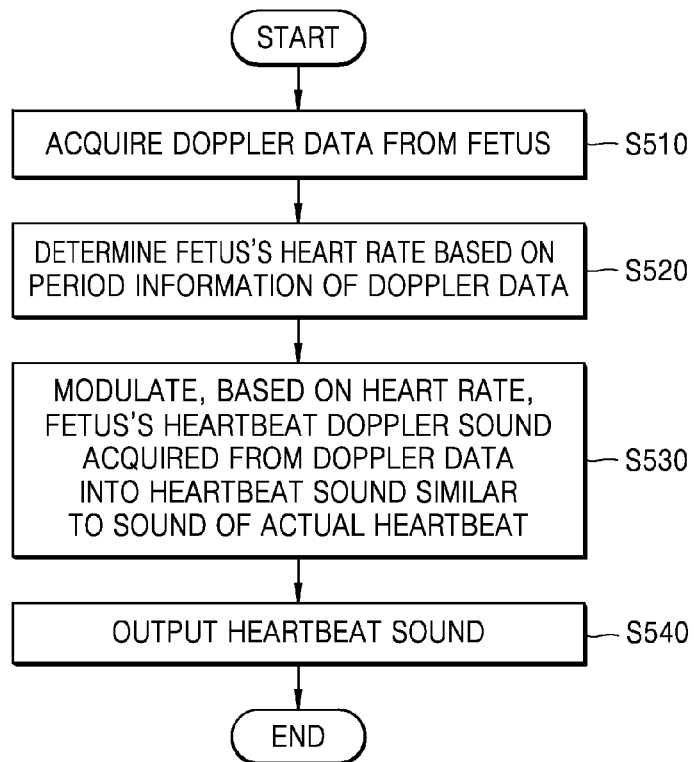 START
ACQUIRE DOPPLER DATA FROM FETUS
S510
DETERMINE FETUS'S HEART RATE BASED ON
PERIOD INFORMATION OF DOPPLER DATA
S520
MODULATE, BASED ON HEART RATE,
FETUS'S HEARTBEAT DOPPLER SOUND
ACQUIRED FROM DOPPLER DATA
INTO HEARTBEAT SOUND SIMILAR
TO SOUND OF ACTUAL HEARTBEAT
S530
OUTPUT HEARTBEAT SOUND
S540
END